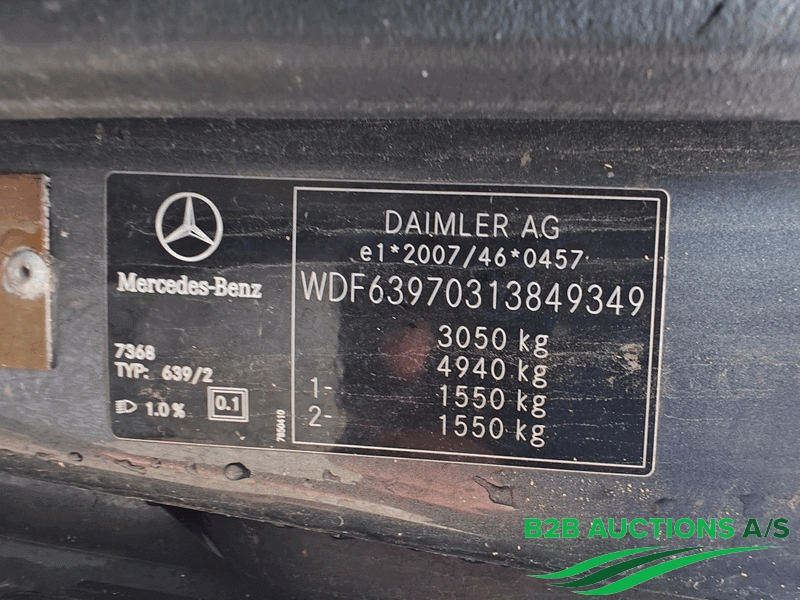 Mercedes-Benz
7368
TYP: 639/2
1.0 %
0.1
7850410
DAIMLER AG
e1*2007/46*0457
WDF63970313849349
3050 kg
4940 kg
1- 1550 kg
2- 1550 kg
B2B AUCTIONS A/S